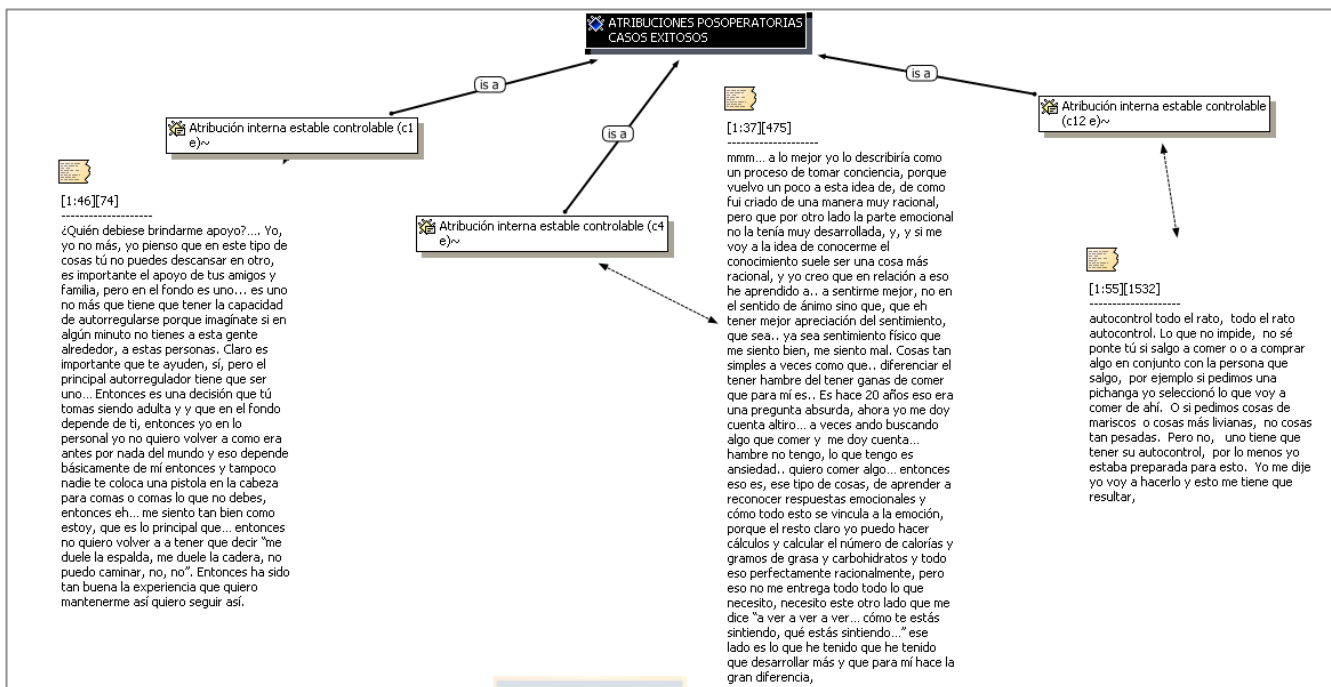 ATRIBUCIONES POSOPERATORIAS
CASOS EXITOSOS
is a
is a
is a
Atribución interna estable controlable (c1
e)~
[1:46][74]
--------------------
¿Quién debiese brindarme apoyo?.... Yo,
yo no más, yo pienso que en este tipo de
cosas tú no puedes descansar en otro,
es importante el apoyo de tus amigos y
familia, pero en el fondo es uno... es uno
no más que tiene que tener la capacidad
de autorregularse porque imagínate si en
algún minuto no tienes a esta gente
alrededor, a estas personas. Claro es
importante que te ayuden, sí, pero el
principal autorregulador tiene que ser
uno... Entonces es una decisión que tú
tomas siendo adulta y y que en el fondo
depende de ti, entonces yo en lo
personal yo no quiero volver a como era
antes por nada del mundo y eso depende
básicamente de mí entonces y tampoco
nadie te coloca una pistola en la cabeza
para comas o comas lo que no debes,
entonces eh... me siento tan bien como
estoy, que es lo principal que... entonces
no quiero volver a a tener que decir "me
duele la espalda, me duele la cadera, no
puedo caminar, no, no". Entonces ha sido
tan buena la experiencia que quiero
mantenerme así quiero seguir así.
Atribución interna estable controlable (c4
e)~
[1:37][475]
--------------------
mmm... a lo mejor yo lo describiría como
un proceso de tomar conciencia, porque
vuelvo un poco a esta idea de, de como
fui criado de una manera muy racional,
pero que por otro lado la parte emocional
no la tenía muy desarrollada, y, y si me
voy a la idea de conocerme el
conocimiento suele ser una cosa más
racional, y yo creo que en relación a eso
he aprendido a.. a sentirme mejor, no en
el sentido de ánimo sino que, que eh
tener mejor apreciación del sentimiento,
que sea.. ya sea sentimiento físico que
me siento bien, me siento mal. Cosas tan
simples a veces como que.. diferenciar el
tener hambre del tener ganas de comer
que para mí es.. Es hace 20 años eso era
una pregunta absurda, ahora yo me doy
cuenta altiro... a veces ando buscando
algo que comer y  me doy cuenta...
hambre no tengo, lo que tengo es
ansiedad.. quiero comer algo... entonces
eso es, ese tipo de cosas, de aprender a
reconocer respuestas emocionales y
cómo todo esto se vincula a la emoción,
porque el resto claro yo puedo hacer
cálculos y calcular el número de calorías y
gramos de grasa y carbohidratos y todo
eso perfectamente racionalmente, pero
eso no me entrega todo todo lo que
necesito, necesito este otro lado que me
dice "a ver a ver a ver... cómo te estás
sintiendo, qué estás sintiendo..." ese
lado es lo que he tenido que he tenido
que desarrollar más y que para mí hace la
gran diferencia,
Atribución interna estable controlable
(c12 e)~
[1:55][1532]
--------------------
autocontrol todo el rato,  todo el rato
autocontrol. Lo que no impide,  no sé
ponte tú si salgo a comer o o a comprar
algo en conjunto con la persona que
salgo,  por ejemplo si pedimos una
pichanga yo seleccionó lo que voy a
comer de ahí.  O si pedimos cosas de
mariscos  o cosas más livianas,  no cosas
tan pesadas.  Pero no,   uno tiene que
tener su autocontrol,  por lo menos yo
estaba preparada para esto.  Yo me dije
yo voy a hacerlo y esto me tiene que
resultar,